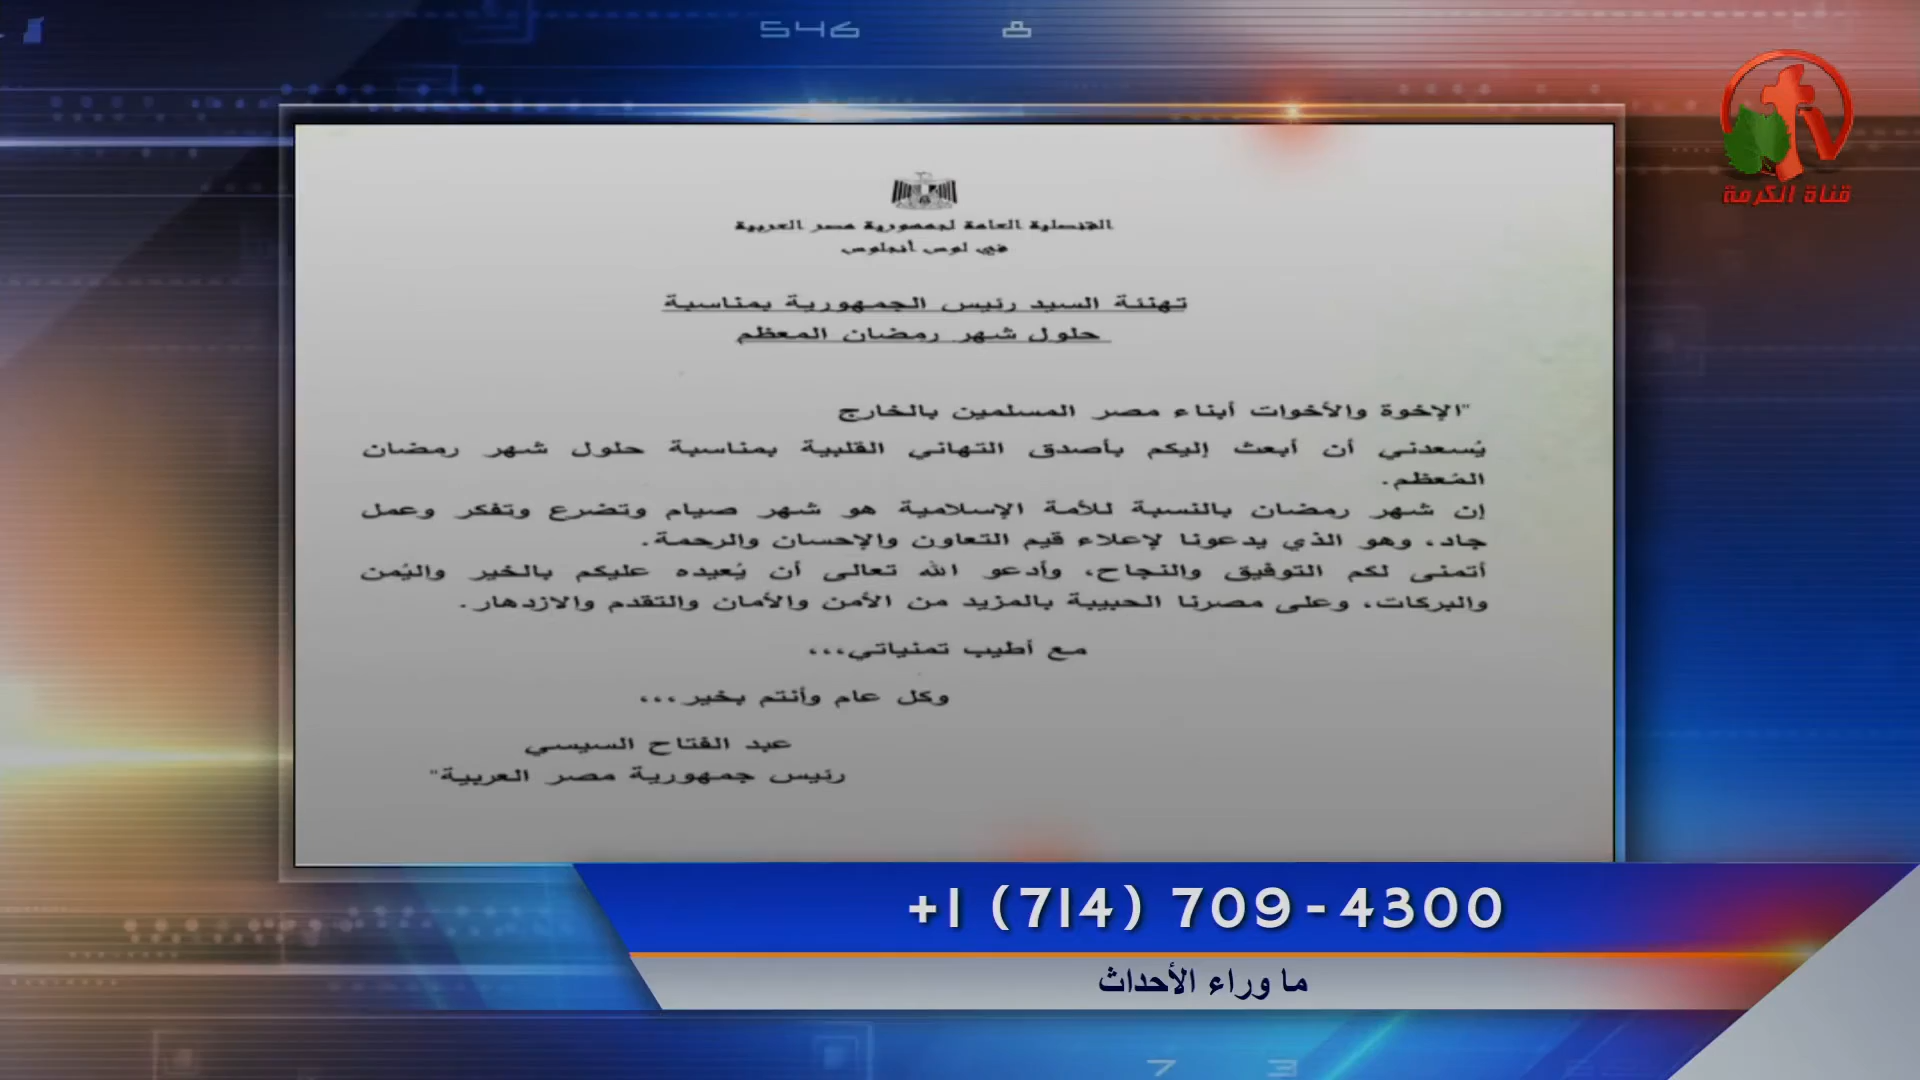 546
قناة الكرمة
القنصلية العامة لجمهورية مصر العربية
في لوس أنجلوس
تهنئة السيد رئيس الجمهورية بمناسبة
حلول شهر رمضان المعظم
"الإخوة والأخوات أبناء مصر المسلمين بالخارج
يُسعدني أن أبعث إليكم بأصدق التهاني القلبية بمناسبة حلول شهر رمضان
المُعظم.
إن شهر رمضان بالنسبة للأمة الإسلامية هو شهر صيام وتضرع وتفكر وعمل
جاد، وهو الذي يدعونا لإعلاء قيم التعاون والإحسان والرحمة.
أتمنى لكم التوفيق والنجاح، وأدعو الله تعالى أن يُعيده عليكم بالخير واليُمن
والبركات، وعلى مصرنا الحبيبة بالمزيد من الأمن والأمان والتقدم والازدهار.
مع أطيب تمنياتي،،،
وكل عام وأنتم بخير،،،
عبد الفتاح السيسي
رئيس جمهورية مصر العربية"
+1 (714) 709-4300
ما وراء الأحداث
7 3